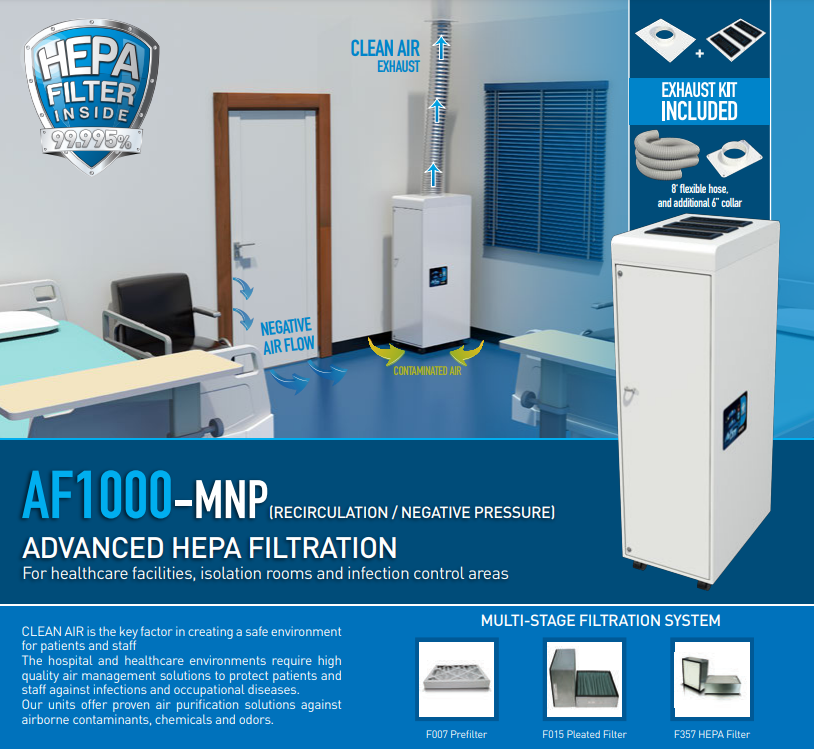 HEPA
FILTER
INSIDE
99.995%
CLEAN AIR
EXHAUST
+
EXHAUST KIT
INCLUDED
8' flexible hose,
and additional 6" collar
NEGATIVE
AIR FLOW
CONTAMINATED AIR
AF1000-MNP (RECIRCULATION / NEGATIVE PRESSURE)
ADVANCED HEPA FILTRATION
For healthcare facilities, isolation rooms and infection control areas
CLEAN AIR is the key factor in creating a safe environment
for patients and staff
The hospital and healthcare environments require high
quality air management solutions to protect patients and
staff against infections and occupational diseases.
Our units offer proven air purification solutions against
airborne contaminants, chemicals and odors.
MULTI-STAGE FILTRATION SYSTEM
F007 Prefilter
F015 Pleated Filter
F357 HEPA Filter